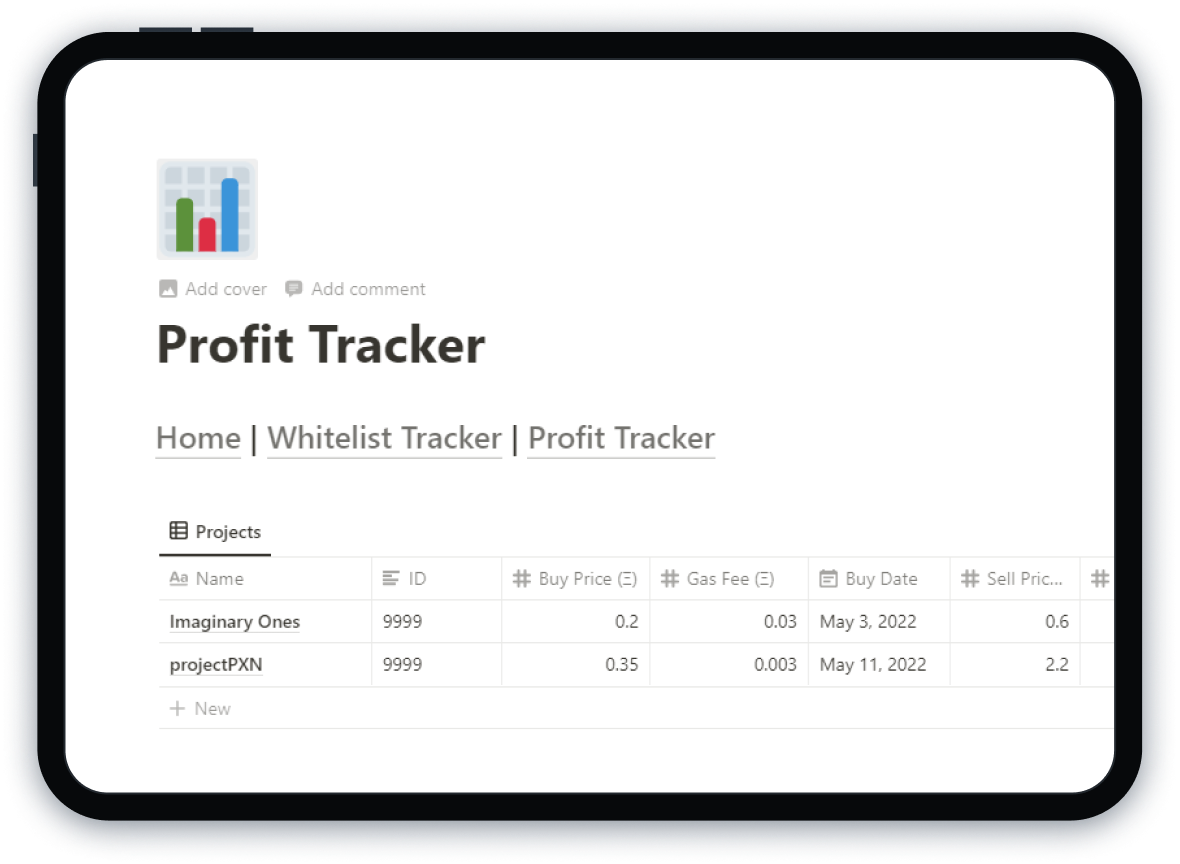 Add cover Add comment
Profit Tracker
Home | Whitelist Tracker | Profit Tracker
Projects
Aa Name ID # Buy Price (Ξ) # Gas Fee (Ξ) Buy Date # Sell Pric... #
Imaginary Ones 9999 0.2 0.03 May 3, 2022 0.6
projectPXN 9999 0.35 0.003 May 11, 2022 2.2
+ New